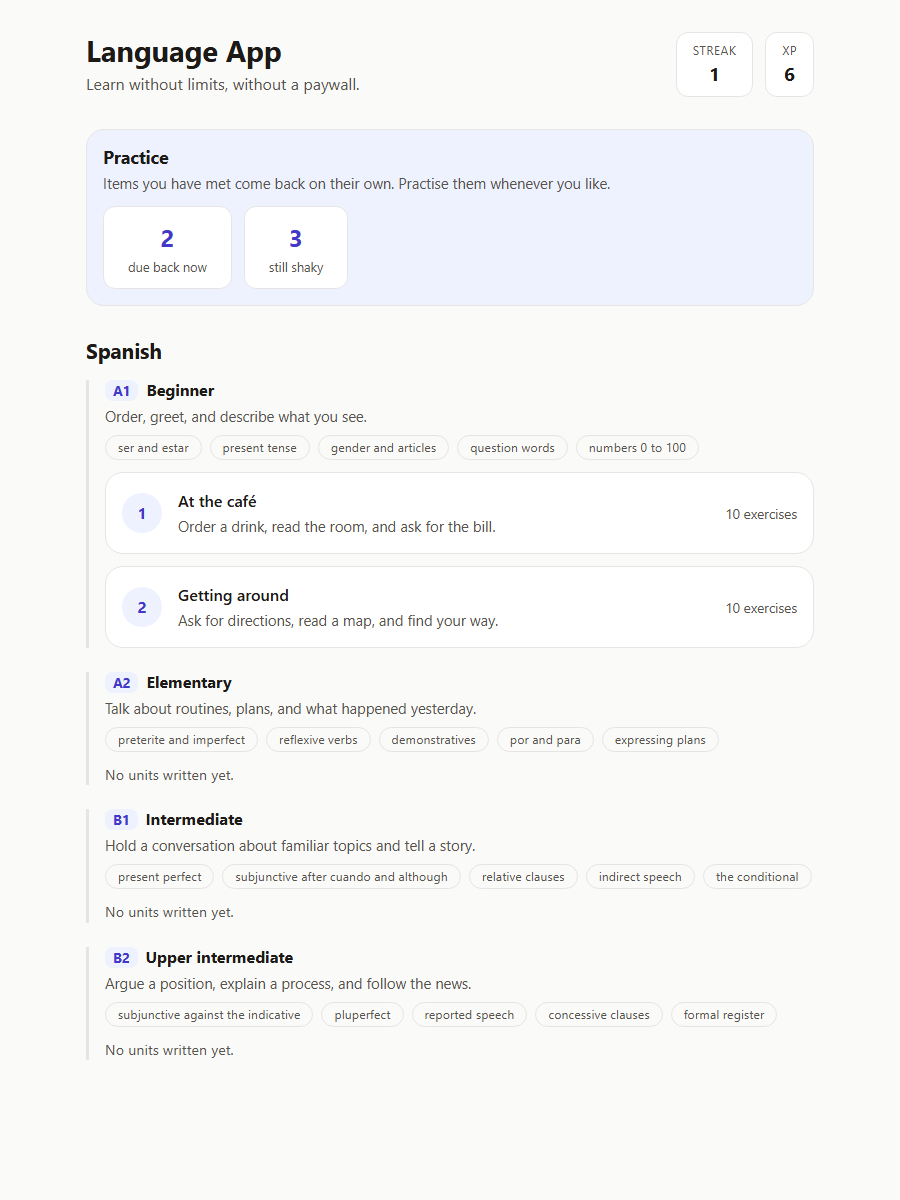 Language App
Learn without limits, without a paywall.
STREAK
1
XP
6
Practice
Items you have met come back on their own. Practise them whenever you like.
2
due back now
3
still shaky
Spanish
A1 Beginner
Order, greet, and describe what you see.
ser and estar present tense gender and articles question words numbers 0 to 100
1
At the café
Order a drink, read the room, and ask for the bill.
10 exercises
2
Getting around
Ask for directions, read a map, and find your way.
10 exercises
A2 Elementary
Talk about routines, plans, and what happened yesterday.
preterite and imperfect reflexive verbs demonstratives por and para expressing plans
No units written yet.
B1 Intermediate
Hold a conversation about familiar topics and tell a story.
present perfect subjunctive after cuando and although relative clauses indirect speech the conditional
No units written yet.
B2 Upper intermediate
Argue a position, explain a process, and follow the news.
subjunctive against the indicative pluperfect reported speech concessive clauses formal register
No units written yet.